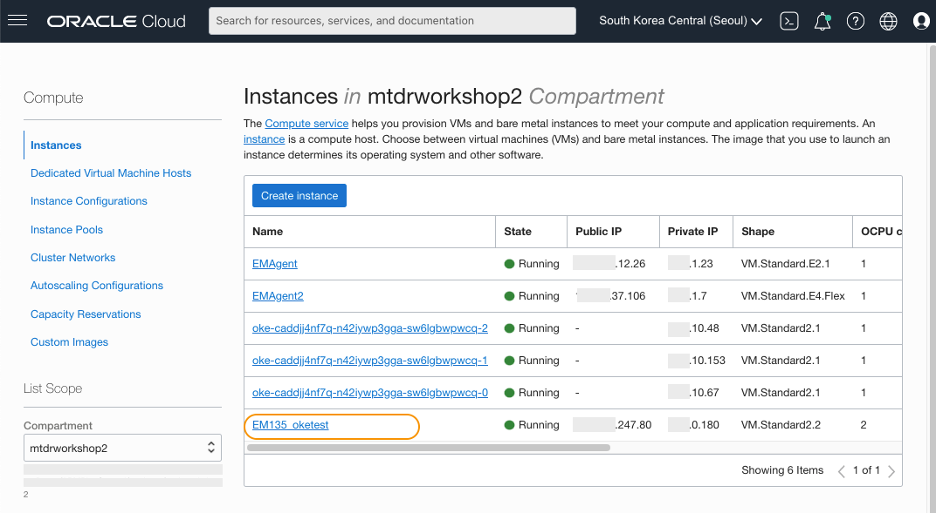 ORACLE Cloud
Search for resources, services, and documentation
South Korea Central (Seoul)
Compute
Instances
Dedicated Virtual Machine Hosts
Instance Configurations
Instance Pools
Cluster Networks
Autoscaling Configurations
Capacity Reservations
Custom Images
List Scope
Compartment
mtdrworkshop2
2
Instances in mtdrworkshop2 Compartment
The Compute service helps you provision VMs and bare metal instances to meet your compute and application requirements. An
instance is a compute host. Choose between virtual machines (VMs) and bare metal instances. The image that you use to launch an
instance determines its operating system and other software.
Create instance
Name State Public IP Private IP Shape OCPU c
EMAgent Running .12.26 .1.23 VM.Standard.E2.1 1
EMAgent2 Running .37.106 .1.7 VM.Standard.E4.Flex 1
oke-caddjj4nf7q-n42iywp3gga-sw6lgbwpwcq-2 Running - .10.48 VM.Standard2.1 1
oke-caddjj4nf7q-n42iywp3gga-sw6lgbwpwcq-1 Running - .10.153 VM.Standard2.1 1
oke-caddjj4nf7q-n42iywp3gga-sw6lgbwpwcq-0 Running - .10.67 VM.Standard2.1 1
EM135_oketest Running .247.80 .0.180 VM.Standard2.2 2
Showing 6 Items 1 of 1